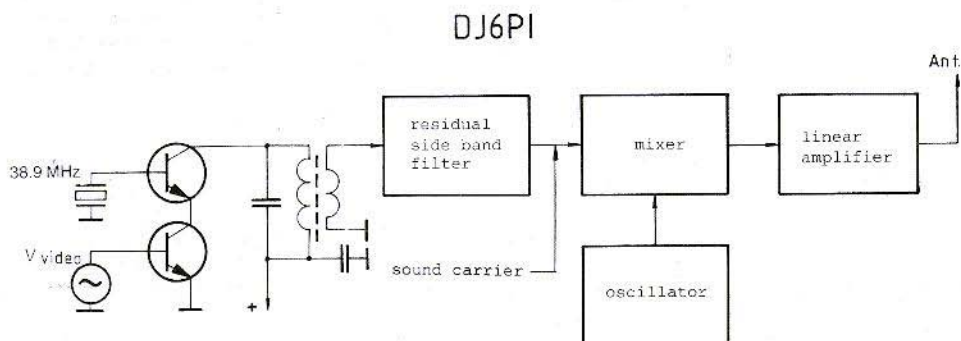 DJ6PI
Ant.
residual
side band
filter
mixer
linear
amplifier
38.9 MHz
V video
sound carrier
oscillator
+